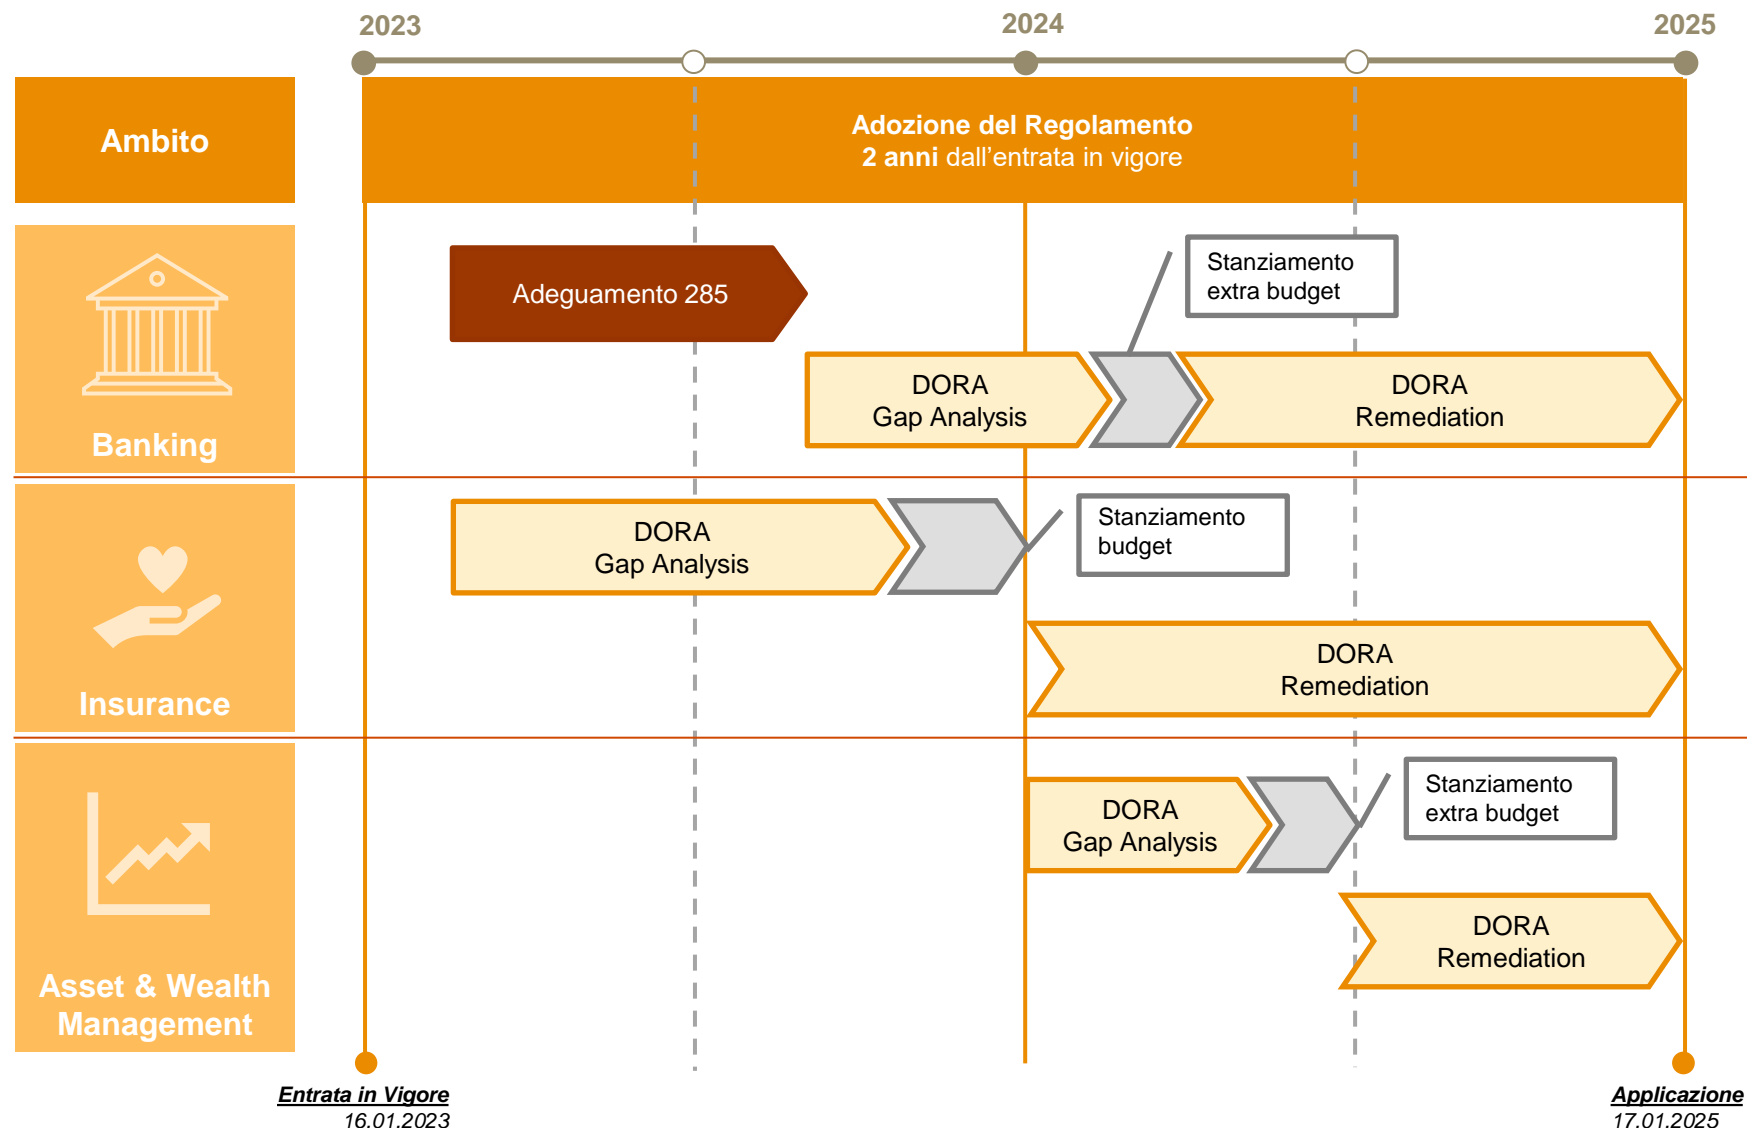 2023
2024
2025
Ambito
Adozione del Regolamento
2 anni dall'entrata in vigore
Banking
Adeguamento 285
Stanziamento
extra budget
DORA
Gap Analysis
DORA
Remediation
Insurance
DORA
Gap Analysis
Stanziamento
budget
DORA
Remediation
Asset & Wealth
Management
DORA
Gap Analysis
Stanziamento
extra budget
DORA
Remediation
Entrata in Vigore
16.01.2023
Applicazione
17.01.2025